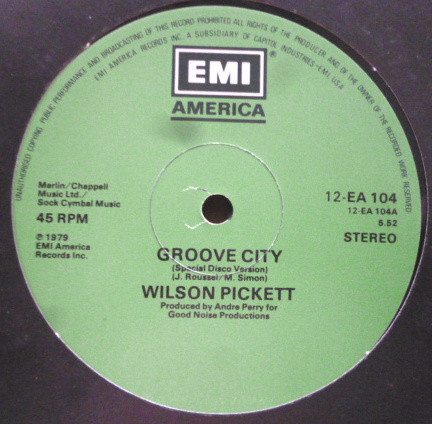 UNAUTHORISED COPYING, PUBLIC PERFORMANCE AND BROADCASTING OF THIS RECORD PROHIBITED ALL RIGHTS OF THE PRODUCER AND OF THE OWNER OF THE RECORDED WORK RESERVED
EMI AMERICA RECORDS INC. A SUBSIDIARY OF CAPITOL INDUSTRIES-EMI, U.S.A.
EMI
AMERICA
Merlin/Chappell
Music Ltd./
Sock Cymbal Music
45 RPM
℗ 1979
EMI America
Records Inc.
12-EA 104
12-EA 104A
5.52
STEREO
GROOVE CITY
(Special Disco Version)
(J. Roussel/M. Simon)
WILSON PICKETT
Produced by Andre Perry for
Good Noise Productions